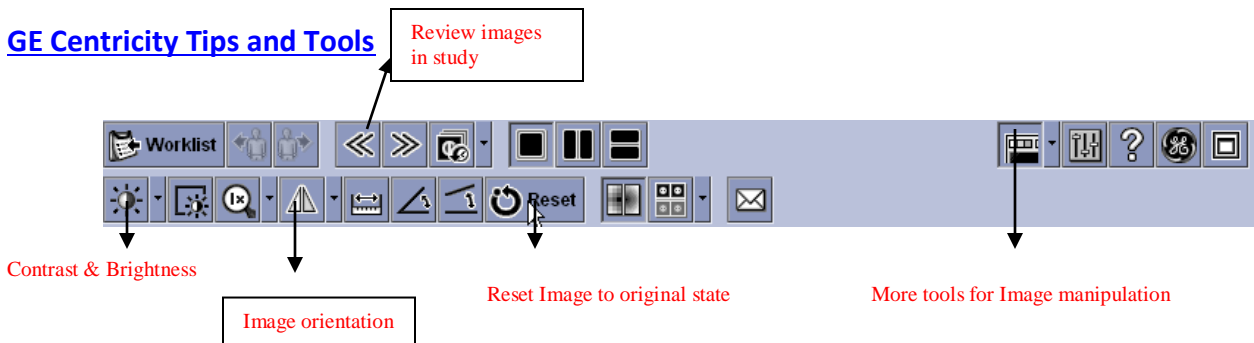 GE Centricity Tips and Tools
Review images
in study
Worklist
1x
Reset
Contrast & Brightness
Image orientation
Reset Image to original state
More tools for Image manipulation